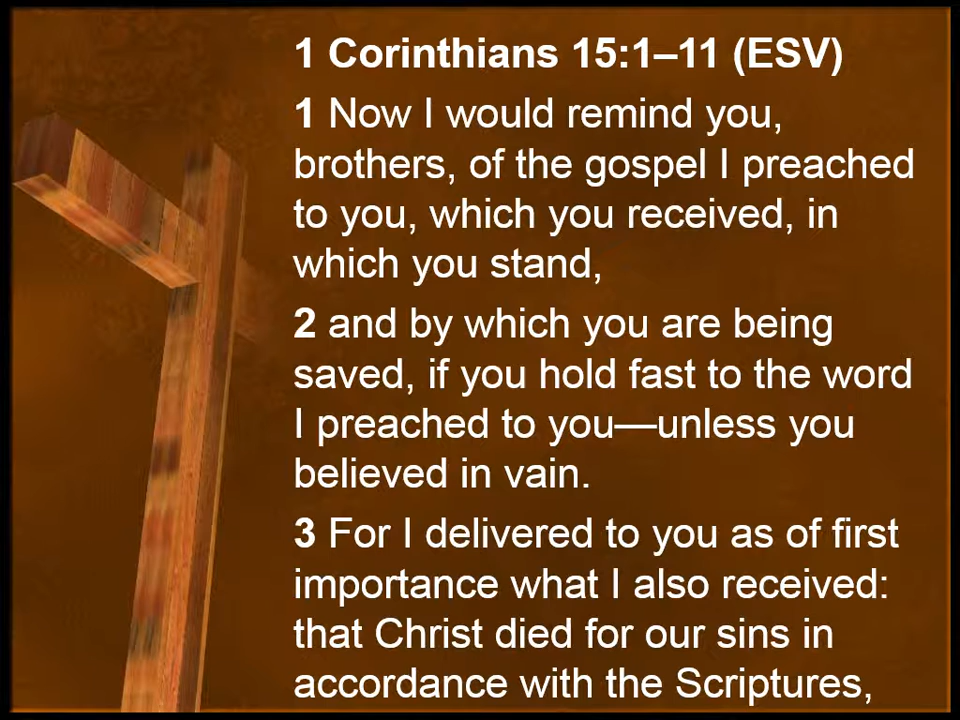 1 Corinthians 15:1–11 (ESV)
1 Now I would remind you,
brothers, of the gospel I preached
to you, which you received, in
which you stand,
2 and by which you are being
saved, if you hold fast to the word
I preached to you—unless you
believed in vain.
3 For I delivered to you as of first
importance what I also received:
that Christ died for our sins in
accordance with the Scriptures,